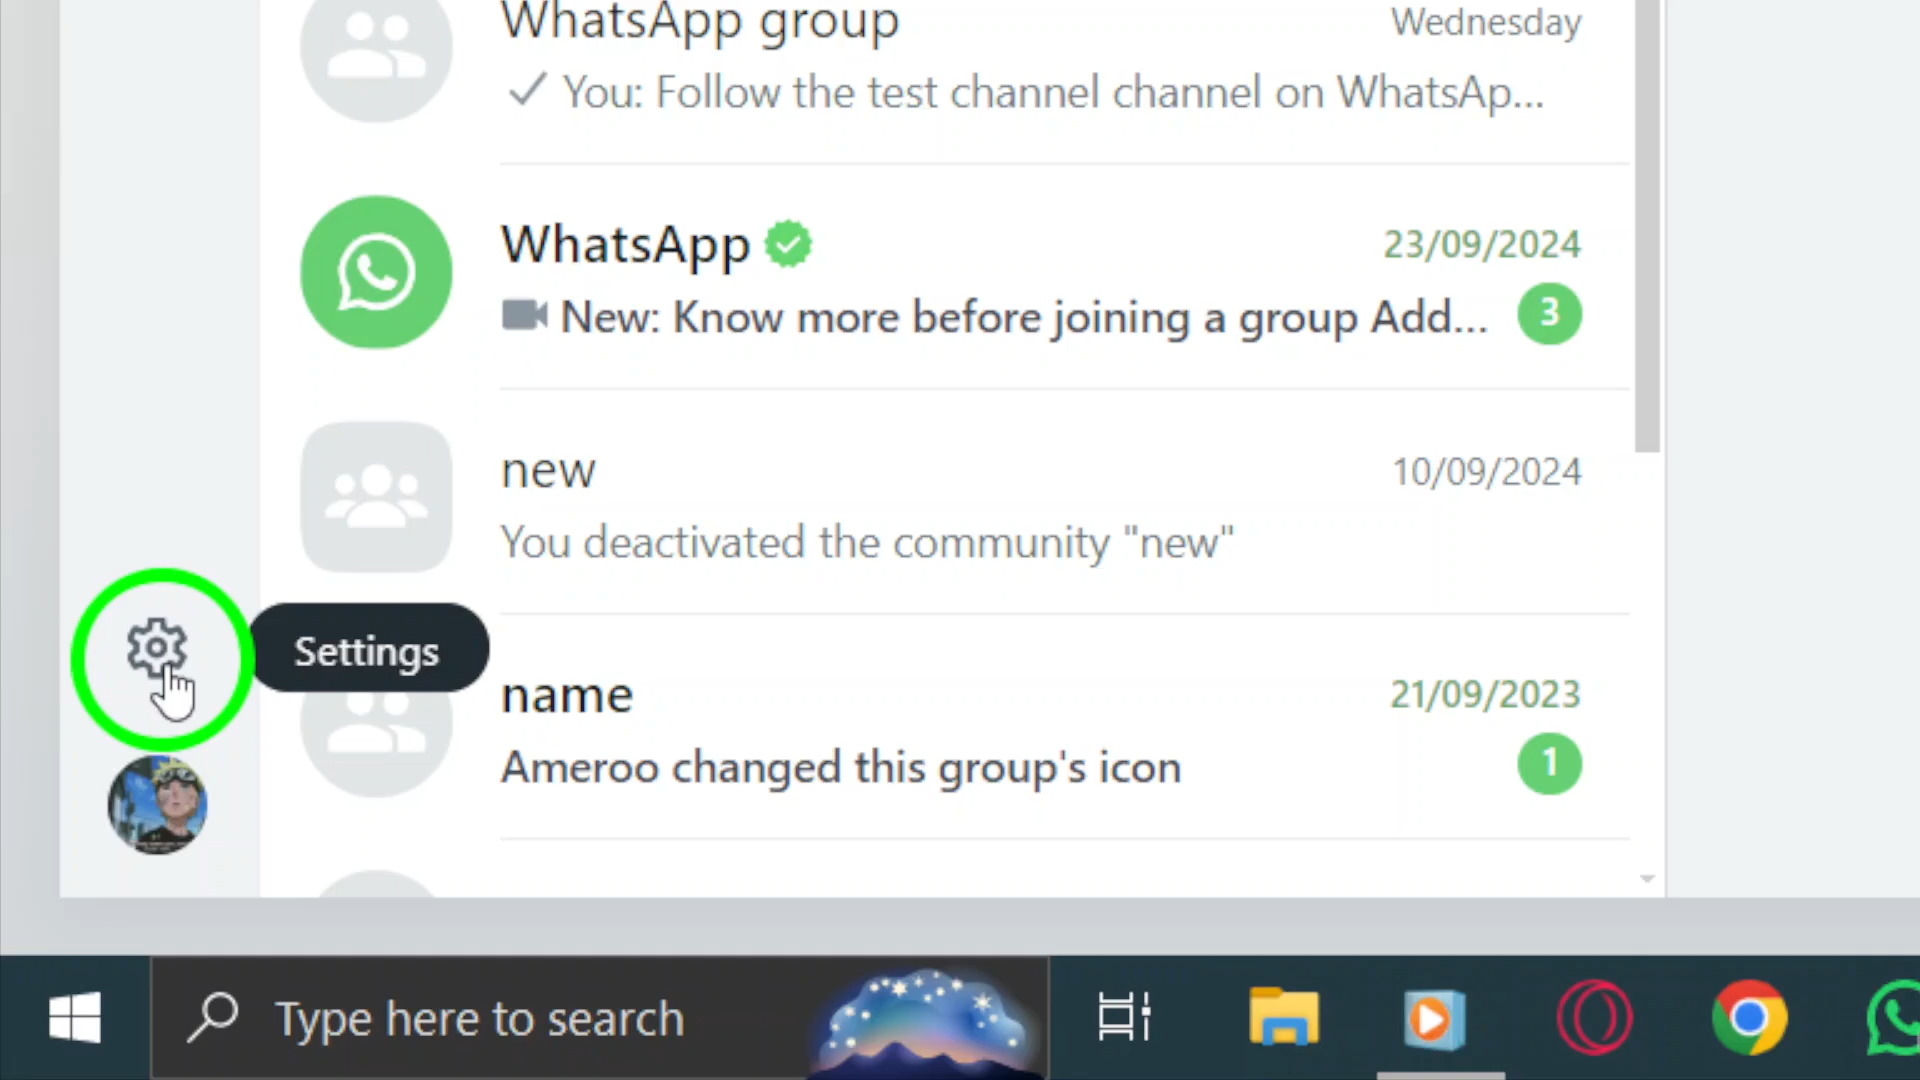 WhatsApp group
Wednesday
You: Follow the test channel channel on WhatsAp...
WhatsApp
23/09/2024
New: Know more before joining a group Add...
3
new
10/09/2024
You deactivated the community "new"
Settings
name
21/09/2023
Ameroo changed this group's icon
1
Type here to search